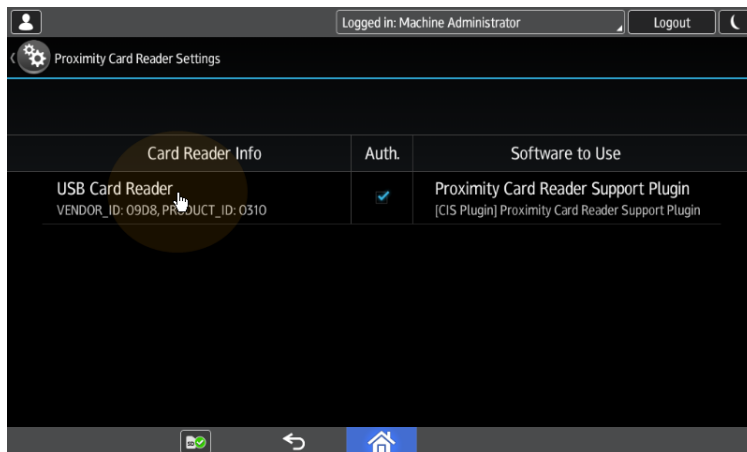 Logged in: Machine Administrator
Logout
Proximity Card Reader Settings
Card Reader Info
Auth.
Software to Use
USB Card Reader
Proximity Card Reader Support Plugin
VENDOR_ID: 09D8, PRODUCT_ID: 0310
[CIS Plugin] Proximity Card Reader Support Plugin